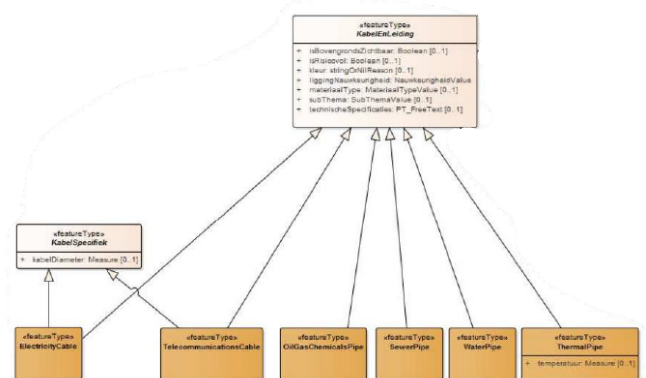 «featureType»
KabelEnLeiding
+ isBovengrondsZichtbaar: Boolean [0..1]
+ isRisicovol: Boolean [0..1]
+ kleur: stringOrNilReason [0..1]
+ liggingNauwkeurigheid: NauwkeurigheidValue
+ materiaalType: MateriaalTypeValue [0..1]
+ subThema: SubThemaValue [0..1]
+ technischeSpecificaties: PT_FreeText [0..1]
«featureType»
KabelSpecifiek
+ kabelDiameter: Measure [0..1]
«featureType»
ElectricityCable
«featureType»
TelecommunicationsCable
«featureType»
OilGasChemicalsPipe
«featureType»
SewerPipe
«featureType»
WaterPipe
«featureType»
ThermalPipe
+ temperatuur: Measure [0..1]